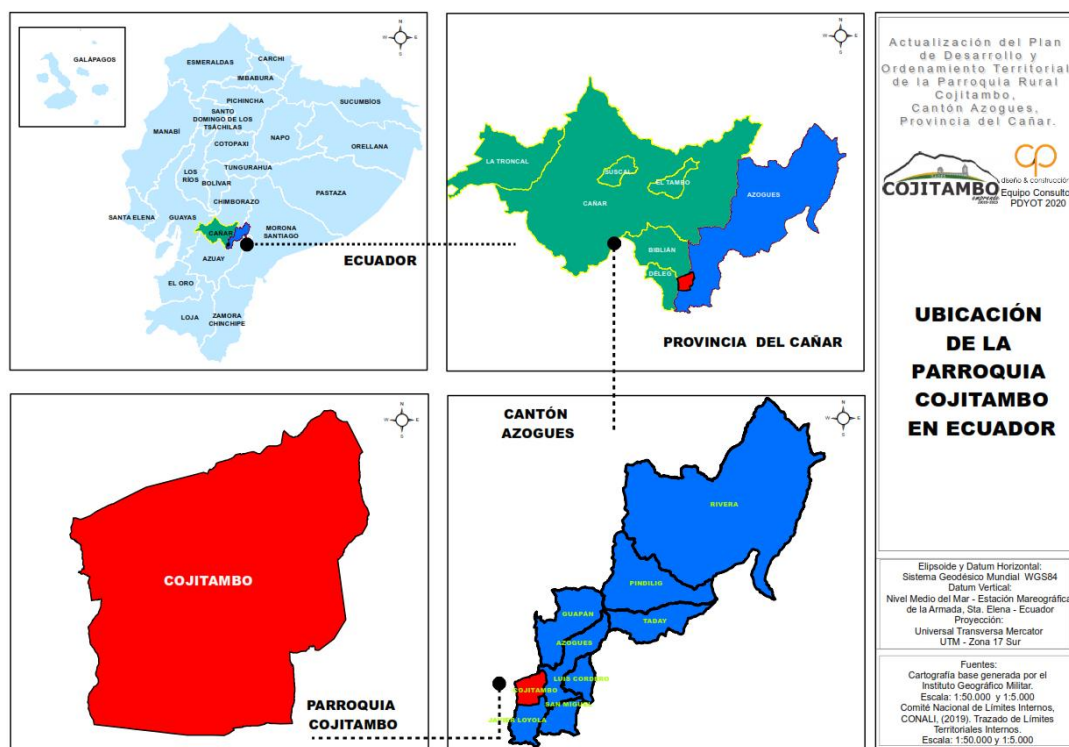 GALÁPAGOS
ESMERALDAS
CARCHI
IMBABURA
PICHINCHA
SUCUMBÍOS
SANTO
DOMINGO DE LOS
TSÁCHILAS
MANABÍ
NAPO
ORELLANA
COTOPAXI
TUNGURAHUA
LOS
RÍOS
BOLÍVAR
PASTAZA
CHIMBORAZO
SANTA ELENA
GUAYAS
CAÑAR
MORONA
SANTIAGO
AZUAY
EL ORO
LOJA
ZAMORA
CHINCHIPE
ECUADOR
N
W
E
S
LA TRONCAL
SUSCAL
EL TAMBO
AZOGUES
CAÑAR
BIBLIÁN
DÉLEG
PROVINCIA DEL CAÑAR
N
W
E
S
COJITAMBO
PARROQUIA
COJITAMBO
N
W
E
S
CANTÓN
AZOGUES
RIVERA
PINDILIG
GUAPÁN
TADAY
AZOGUES
LUIS CORDERO
COJITAMBO
SAN MIGUEL
JAVIER LOYOLA
N
W
E
S
Actualización del Plan
de Desarrollo y
Ordenamiento Territorial
de la Parroquia Rural
Cojitambo,
Cantón Azogues,
Provincia del Cañar.
COJITAMBO
cp
diseño & construcción
Equipo Consulto
PDYOT 2020
UBICACIÓN
DE LA
PARROQUIA
COJITAMBO
EN ECUADOR
Elipsoide y Datum Horizontal:
Sistema Geodésico Mundial WGS84
Datum Vertical:
Nivel Medio del Mar - Estación Mareográfica
de la Armada, Sta. Elena - Ecuador
Proyección:
Universal Transversa Mercator
UTM - Zona 17 Sur
Fuentes:
Cartografía base generada por el
Instituto Geográfico Militar.
Escala: 1:50.000 y 1:5.000
Comité Nacional de Límites Internos,
CONALI, (2019). Trazado de Límites
Territoriales Internos.
Escala: 1:50.000 y 1:5.000